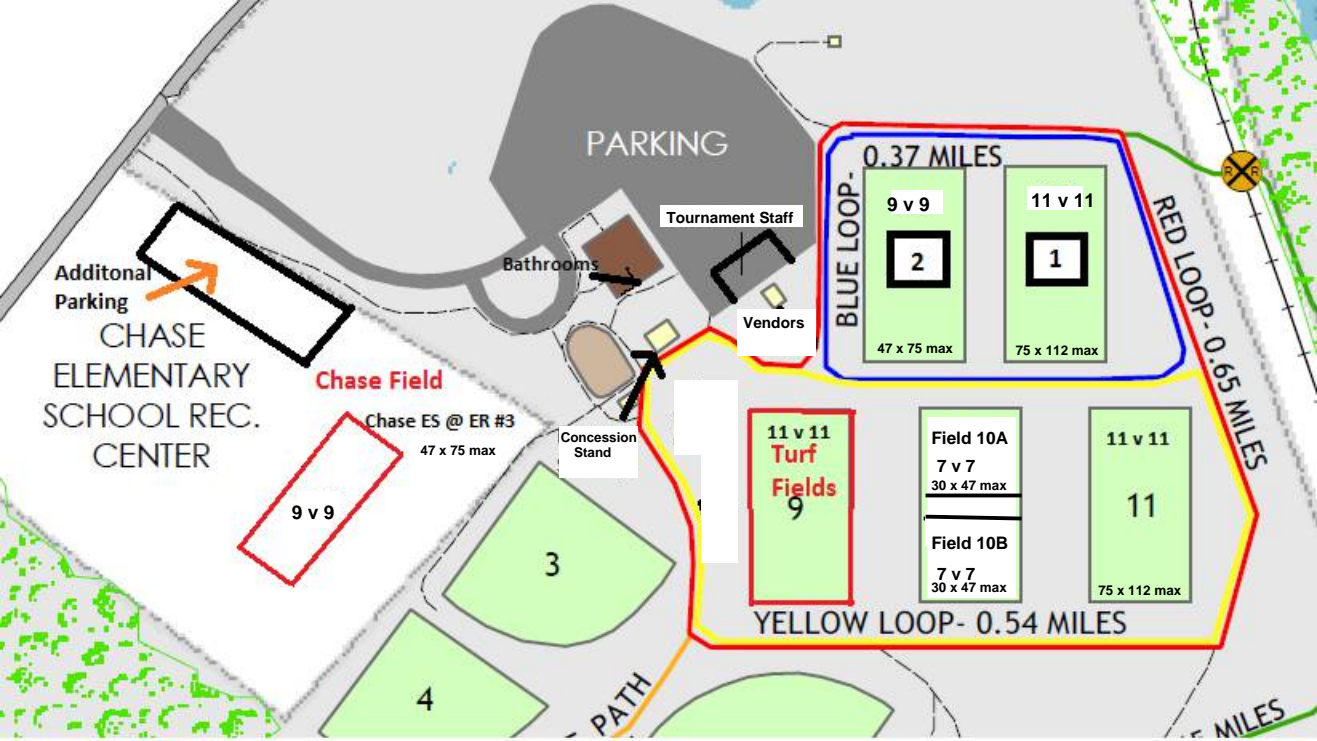 PARKING
0.37 MILES
BLUE LOOP-
9 v 9
2
47 x 75 max
11 v 11
1
75 x 112 max
RED LOOP- 0.65 MILES
R R
Tournament Staff
Bathrooms
Vendors
Additonal
Parking
CHASE
ELEMENTARY
SCHOOL REC.
CENTER
Chase Field
Chase ES @ ER #3
47 x 75 max
9 v 9
Concession
Stand
11 v 11
Turf
Fields
9
Field 10A
7 v 7
30 x 47 max
Field 10B
7 v 7
30 x 47 max
11 v 11
11
75 x 112 max
YELLOW LOOP- 0.54 MILES
3
4
PATH
MILES